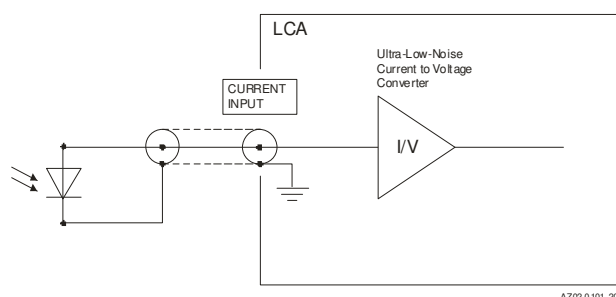 LCA
Ultra-Low-Noise
Current to Voltage
Converter
CURRENT
INPUT
I/V